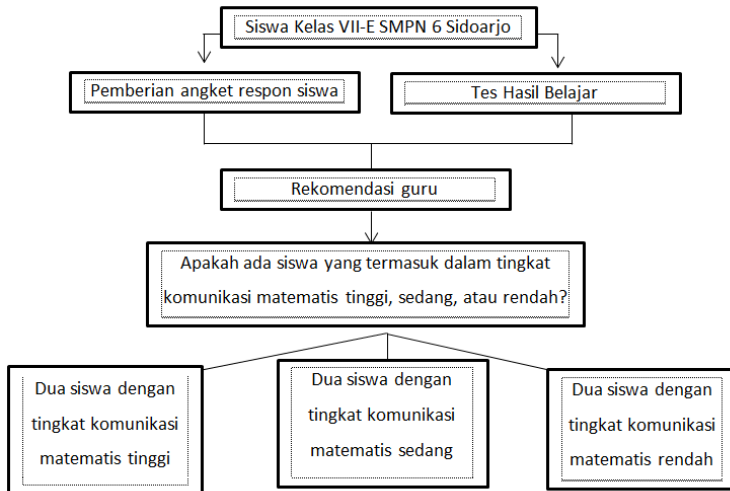 Siswa Kelas VII-E SMPN 6 Sidoarjo
Pemberian angket respon siswa
Tes Hasil Belajar
Rekomendasi guru
Apakah ada siswa yang termasuk dalam tingkat
komunikasi matematis tinggi, sedang, atau rendah?
Dua siswa dengan
tingkat komunikasi
matematis tinggi
Dua siswa dengan
tingkat komunikasi
matematis sedang
Dua siswa dengan
tingkat komunikasi
matematis rendah